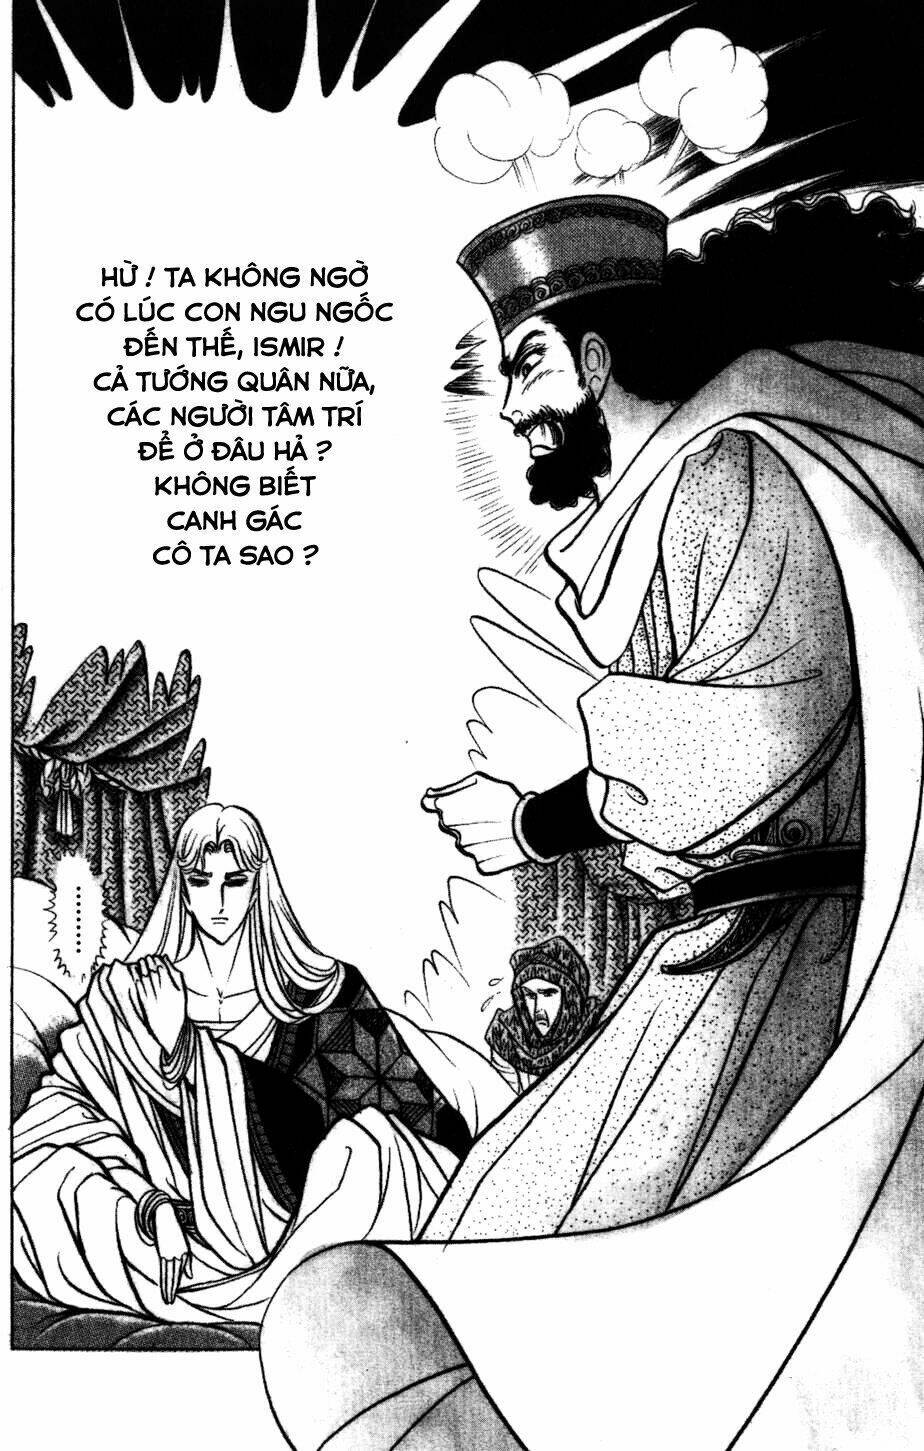 HỪ ! TA KHÔNG NGỜ
CÓ LÚC CON NGU NGỐC
ĐẾN THẾ, ISMIR !
CẢ TƯỚNG QUÂN NỮA,
CÁC NGƯỜI TÂM TRÍ
ĐỂ Ở ĐÂU HẢ ?
KHÔNG BIẾT
CANH GÁC
CÔ TA SAO ?
.........